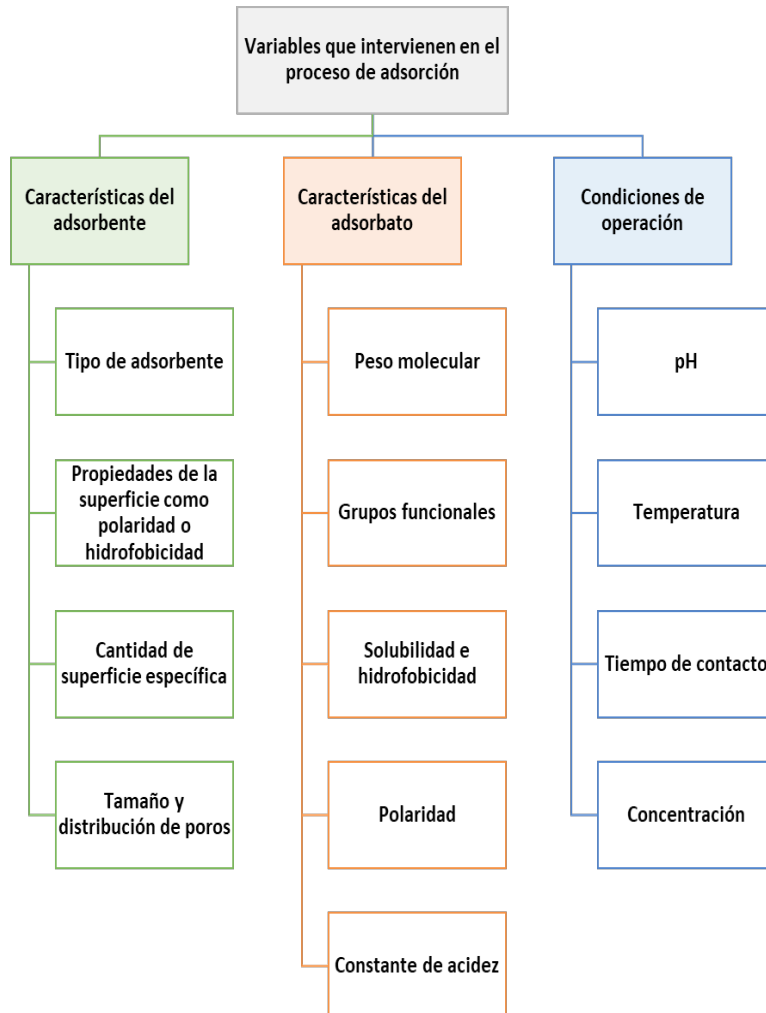 Variables que intervienen en el
proceso de adsorción
Características del
adsorbente
Tipo de adsorbente
Propiedades de la
superficie como
polaridad o
hidrofobicidad
Cantidad de
superficie específica
Tamaño y
distribución de poros
Características del
adsorbato
Peso molecular
Grupos funcionales
Solubilidad e
hidrofobicidad
Polaridad
Constante de acidez
Condiciones de
operación
pH
Temperatura
Tiempo de contacto
Concentración